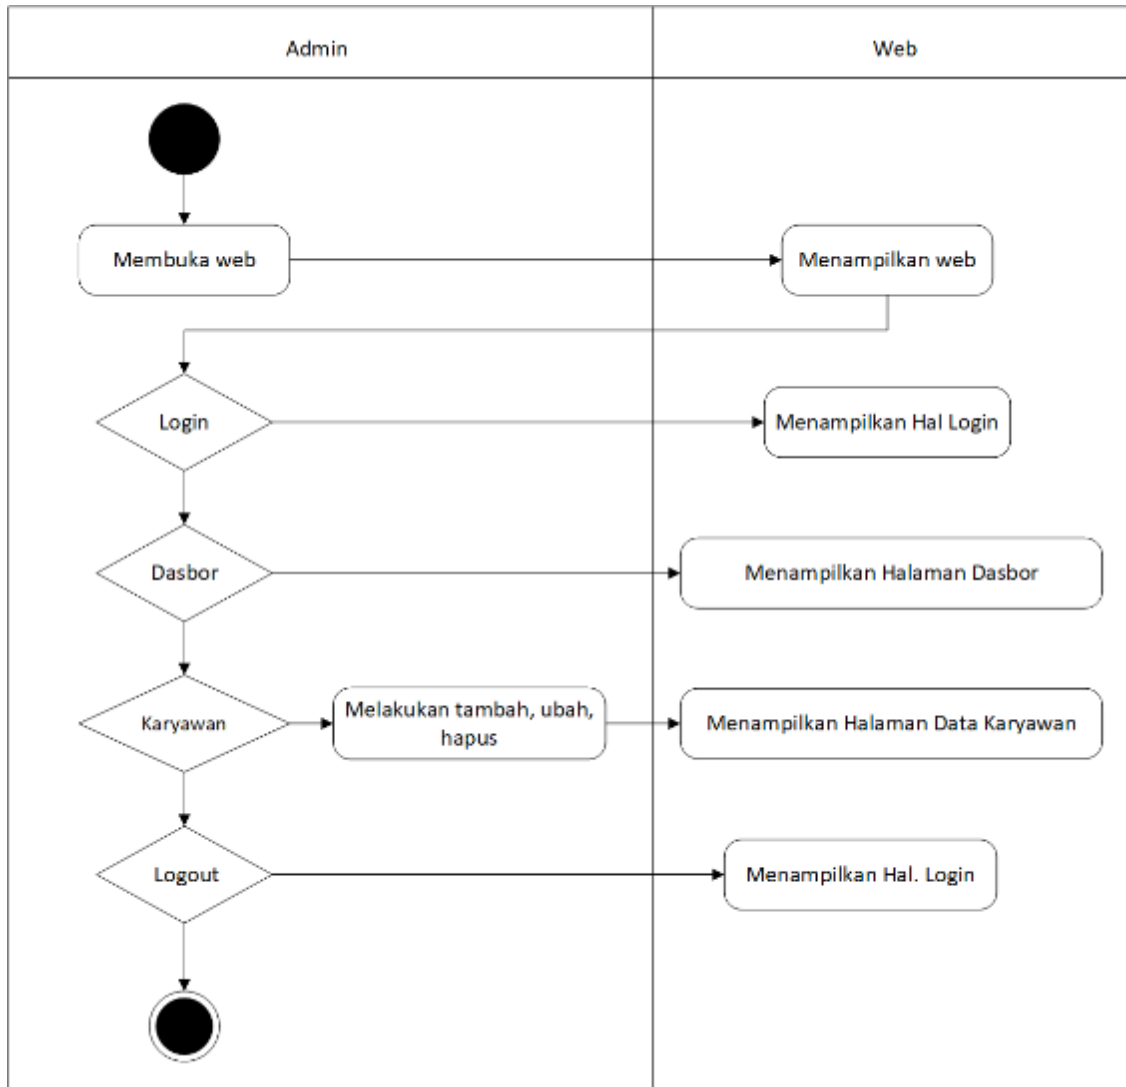 Admin
Web
Membuka web
Menampilkan web
Login
Menampilkan Hal Login
Dasbor
Menampilkan Halaman Dasbor
Karyawan
Melakukan tambah, ubah,
hapus
Menampilkan Halaman Data Karyawan
Logout
Menampilkan Hal. Login